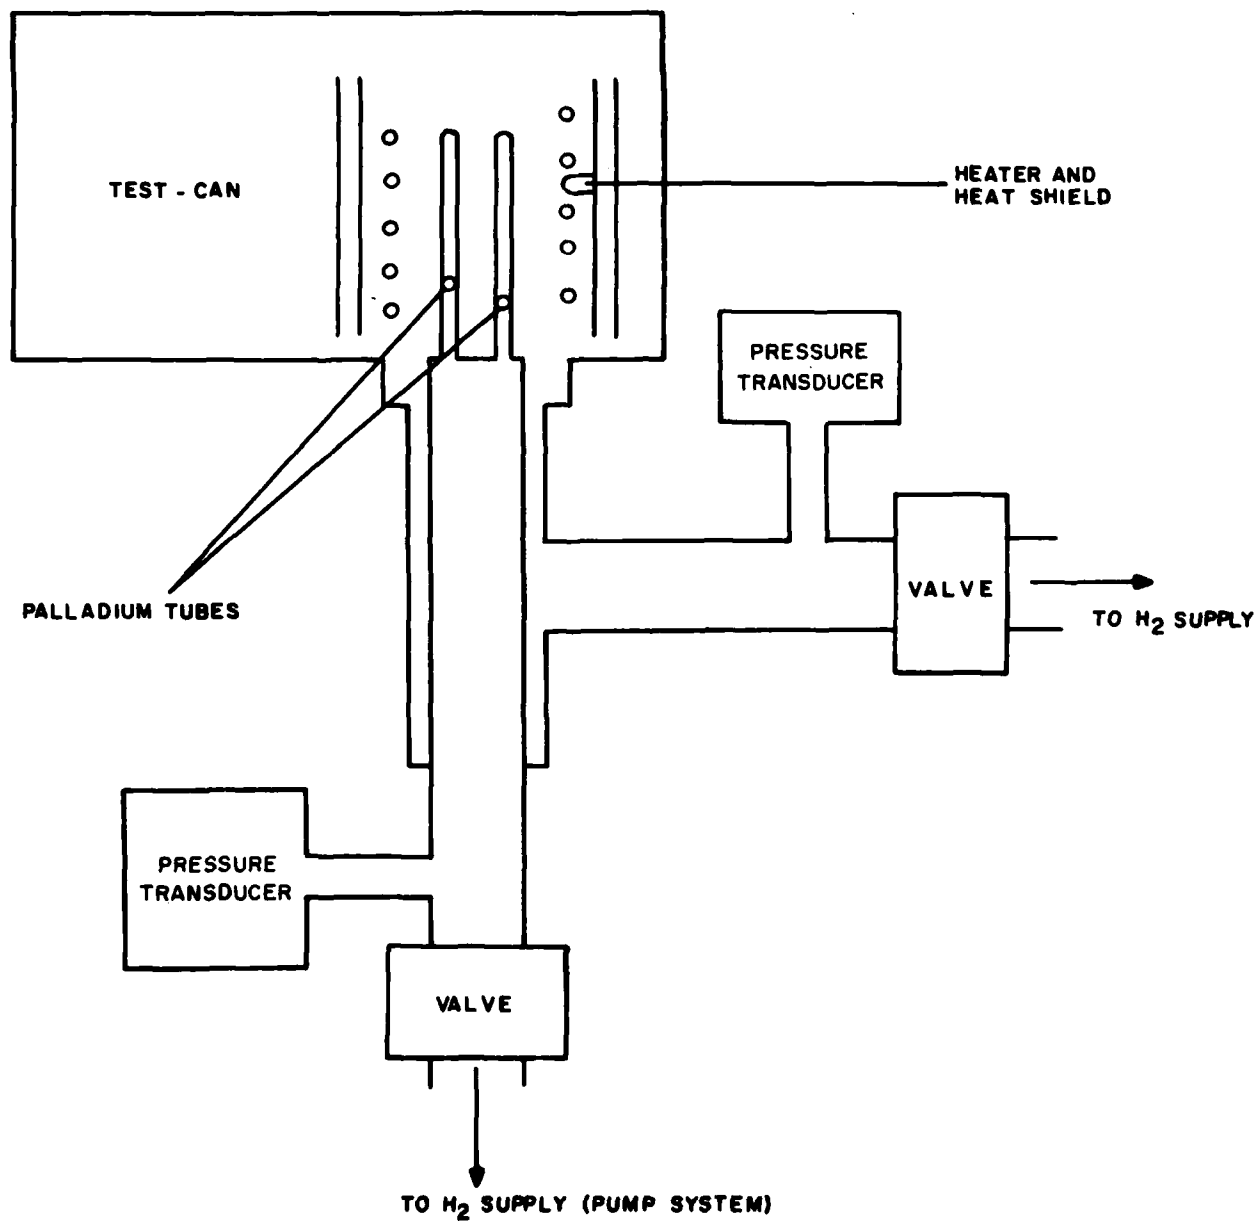 TEST - CAN
HEATER AND
HEAT SHIELD
PRESSURE
TRANSDUCER
VALVE
TO H2 SUPPLY
PALLADIUM TUBES
PRESSURE
TRANSDUCER
VALVE
TO H2 SUPPLY (PUMP SYSTEM)